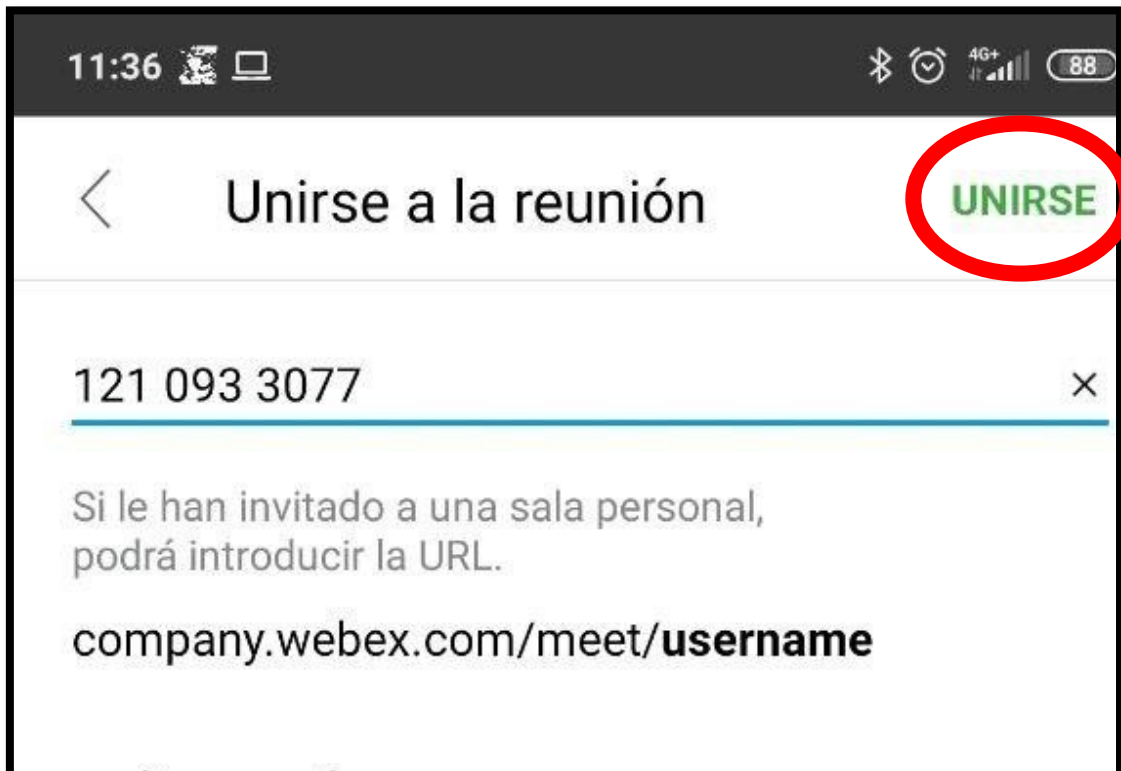 11:36 4G+ 88
Unirse a la reunión UNIRSE
121 093 3077 ×
Si le han invitado a una sala personal,
podrá introducir la URL.
company.webex.com/meet/username